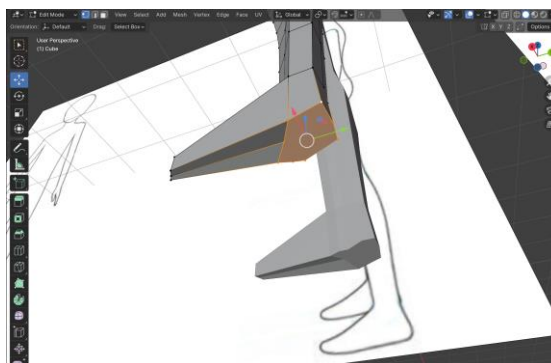 Edit Mode View Select Add Mesh Vertex Edge Face UV Global
Orientation: Default Drag: Select Box
X Y Z Options
User Perspective
(1) Cube